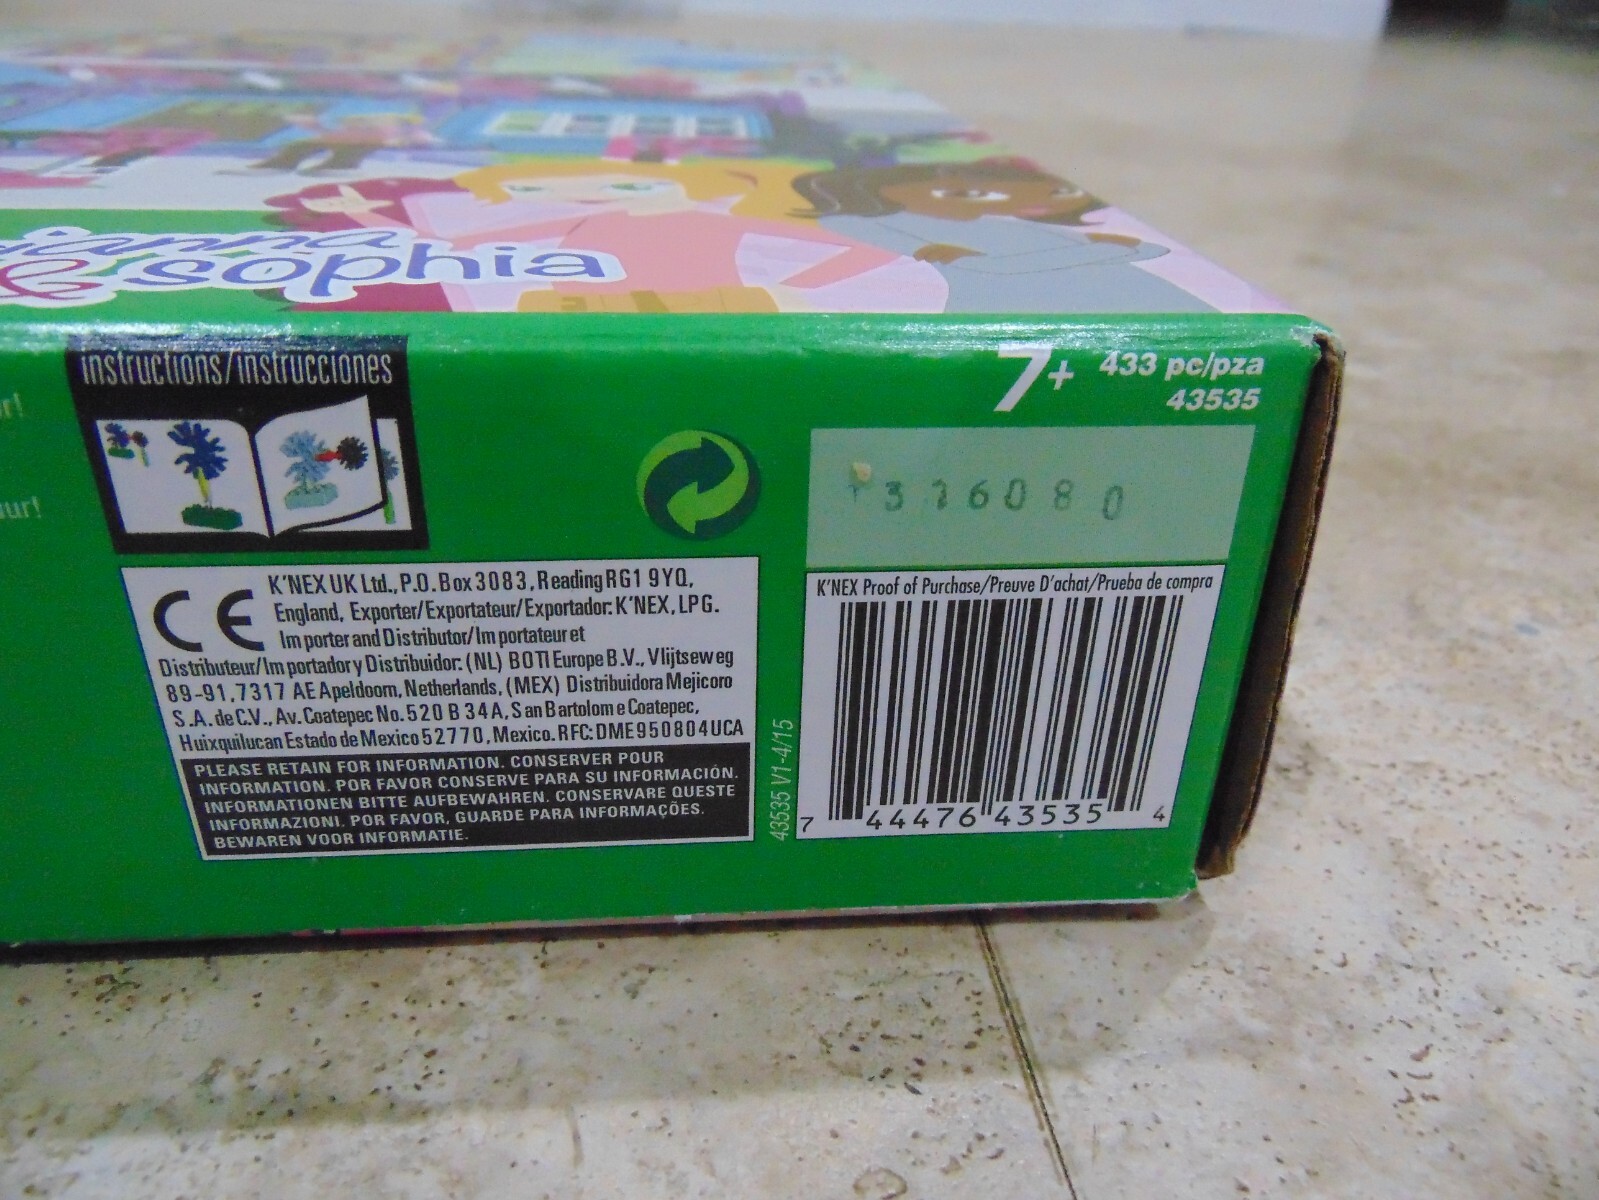 & sophia
instructions/instrucciones
7+
433 pc/pza
43535
316080
CE
K'NEX UK Ltd., P.O. Box 3083, Reading RG1 9YQ,
England, Exporter/Exportateur/Exportador: K'NEX, LPG.
Importer and Distributor/Importateur et
Distributeur/Importador y Distribuidor: (NL) BOTI Europe B.V., Vlijtseweg
89-91, 7317 AE Apeldoorn, Netherlands, (MEX) Distribuidora Mejicoro
S.A. de C.V., Av. Coatepec No. 520 B 34A, San Bartolome Coatepec,
Huixquilucan Estado de Mexico 52770, Mexico. RFC: DME950804UCA
PLEASE RETAIN FOR INFORMATION. CONSERVER POUR
INFORMATION. POR FAVOR CONSERVE PARA SU INFORMACIÓN.
INFORMATIONEN BITTE AUFBEWAHREN. CONSERVARE QUESTE
INFORMAZIONI. POR FAVOR, GUARDE PARA INFORMAÇÕES.
BEWAREN VOOR INFORMATIE.
43535 V1-4/15
K'NEX Proof of Purchase/Preuve D'achat/Prueba de compra
7 44476 43535 4